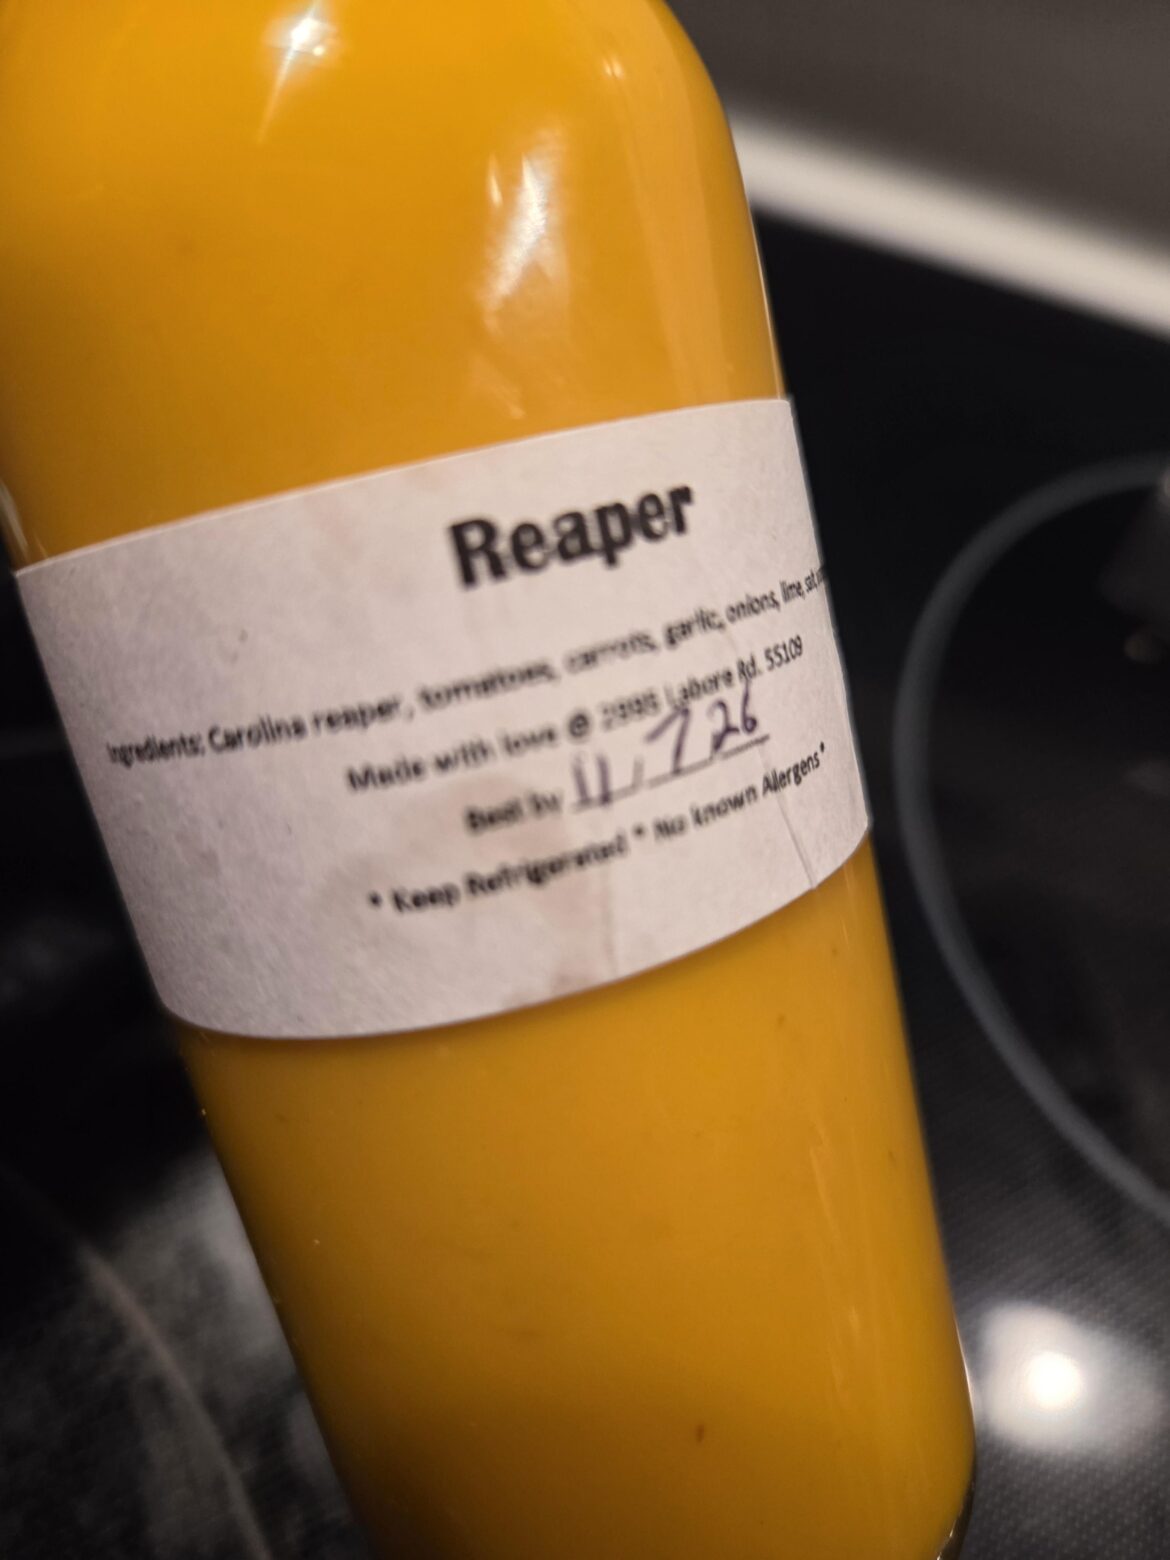 Reaper
Ingredients: Carolina reaper, tomatoes, carrots, garlic, onions, lime, salt
Made with love @ Labore Rd. 55109
Best by 11/7/26
* Keep Refrigerated * No known Allergens*